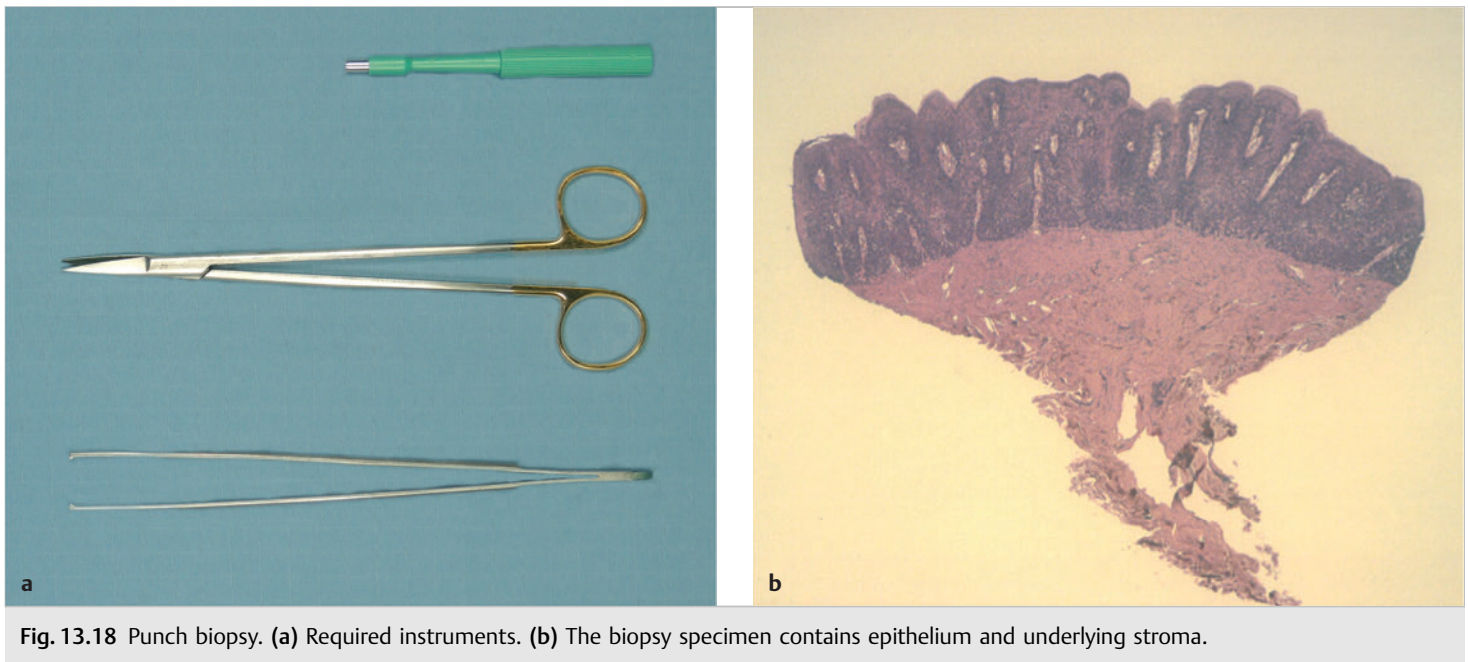 a
b
Fig. 13.18 Punch biopsy. (a) Required instruments. (b) The biopsy specimen contains epithelium and underlying stroma.